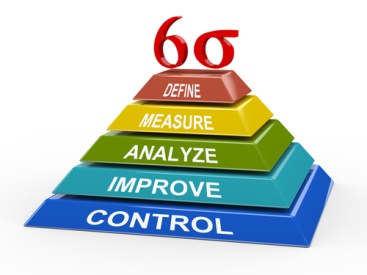 6σ
DEFINE
MEASURE
ANALYZE
IMPROVE
CONTROL